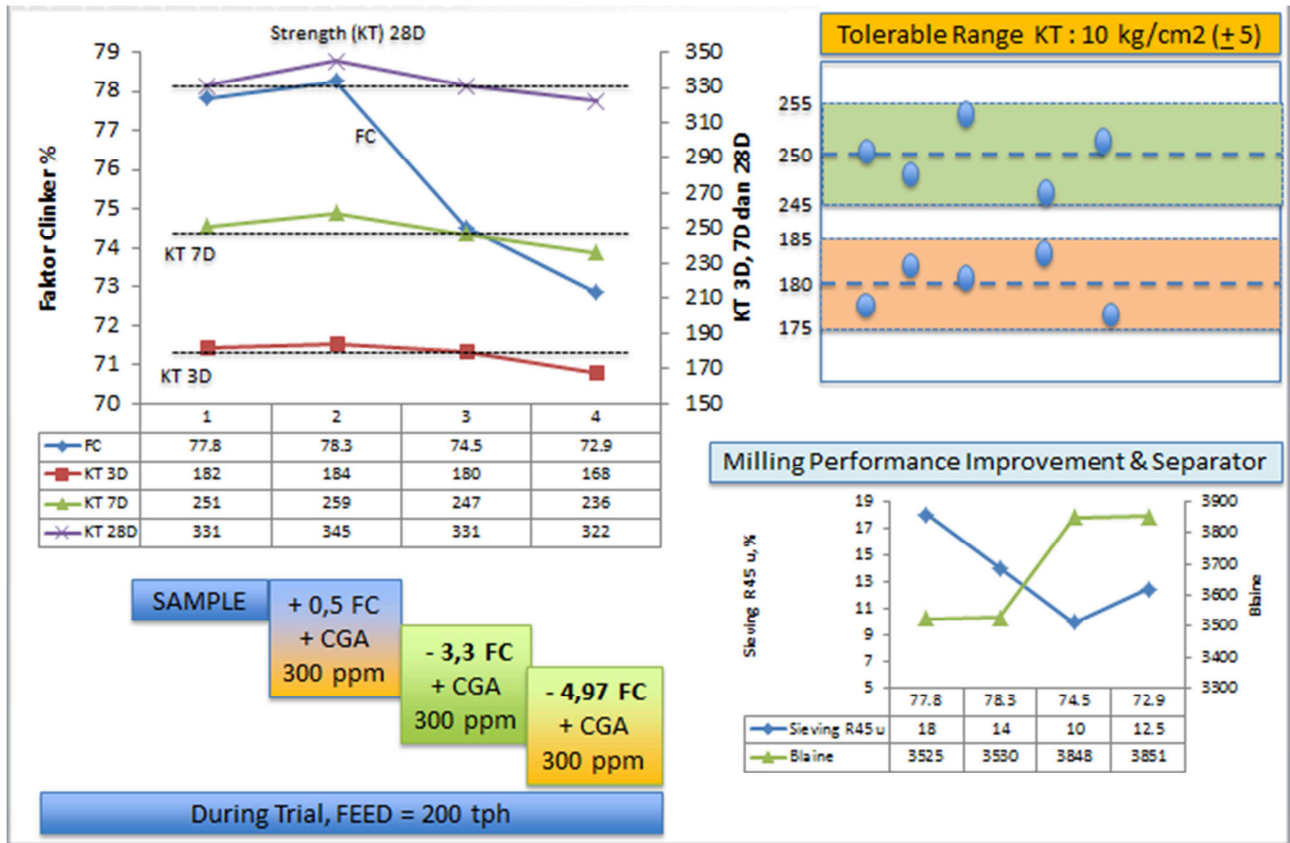 Strength (KT) 28D
79
78
77
76
75
74
73
72
71
70
Faktor Clinker %
350
330
310
290
270
250
230
210
190
170
150
KT 3D, 7D dan 28D
FC
KT 7D
KT 3D
1 2 3 4
FC 77.8 78.3 74.5 72.9
KT 3D 182 184 180 168
KT 7D 251 259 247 236
KT 28D 331 345 331 322
SAMPLE
+ 0,5 FC
+ CGA
300 ppm
- 3,3 FC
+ CGA
300 ppm
- 4,97 FC
+ CGA
300 ppm
During Trial, FEED = 200 tph
Tolerable Range KT : 10 kg/cm2 (+ 5)
255
250
245
185
180
175
Milling Performance Improvement & Separator
19
17
15
13
11
9
7
5
Sieving R45 u,%
3900
3800
3700
3600
3500
3400
3300
Blaine
77.8 78.3 74.5 72.9
Sieving R45u 18 14 10 12.5
Blaine 3525 3530 3848 3851